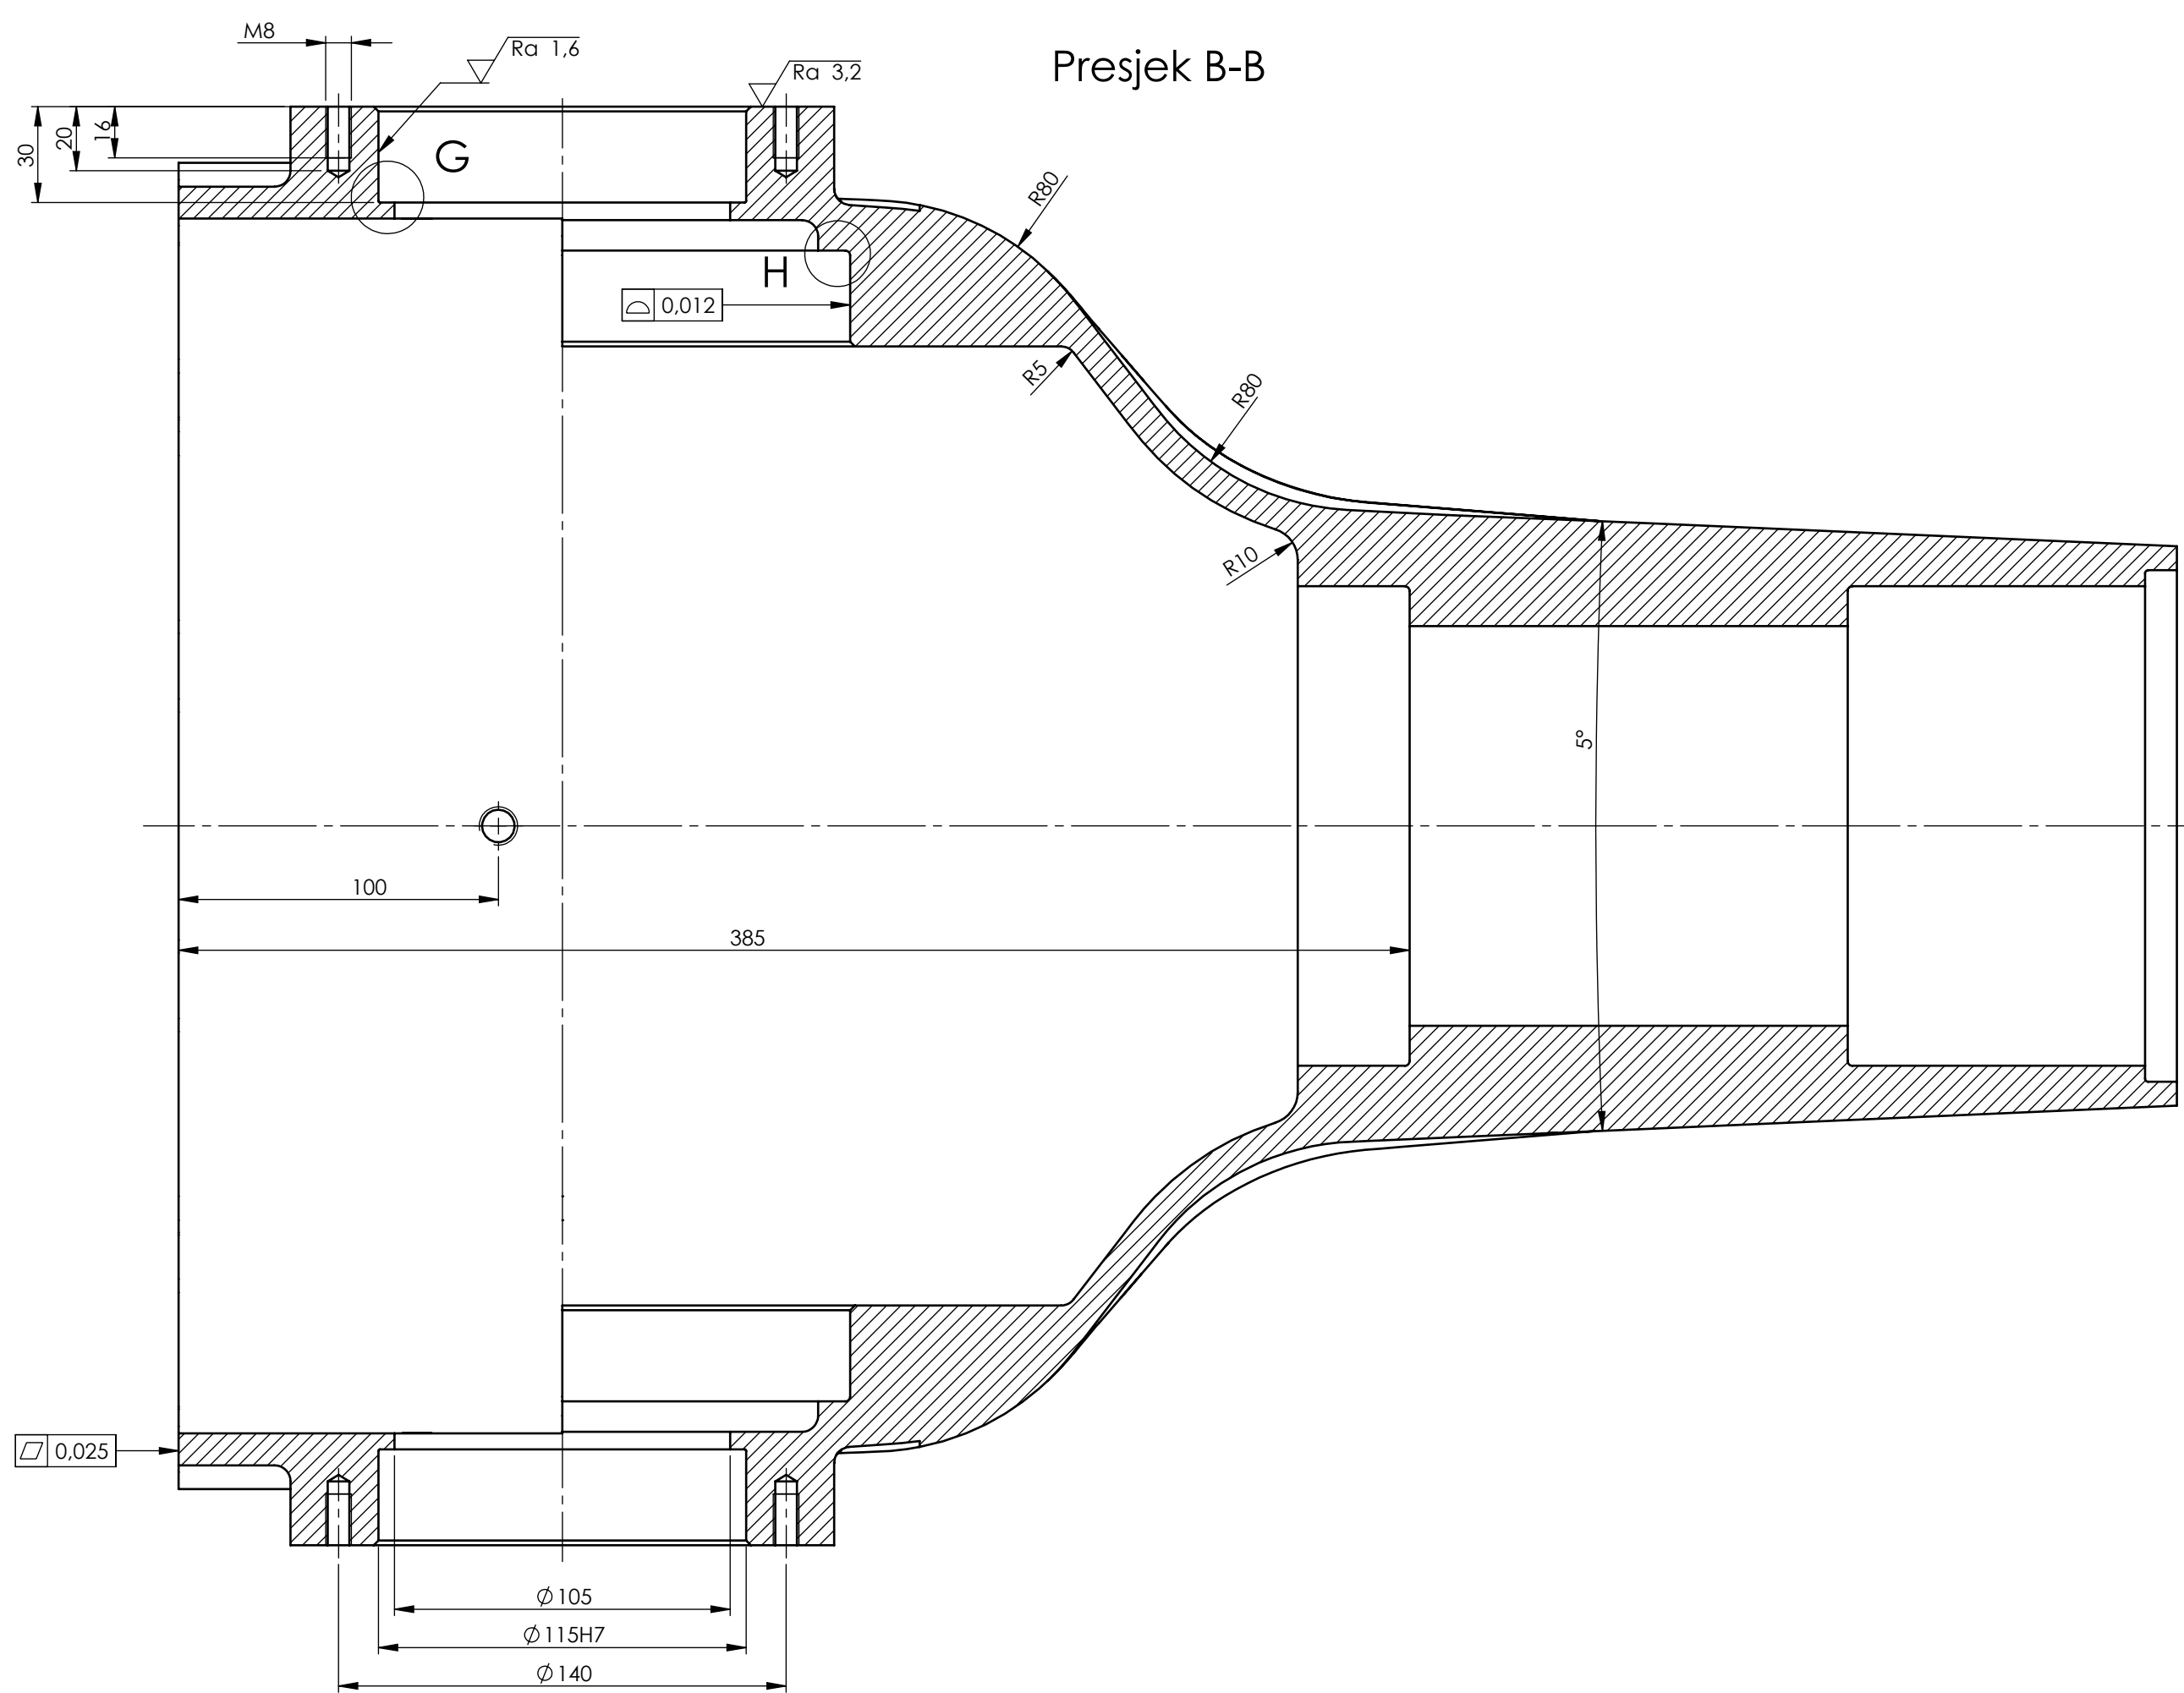 M8
Ra 1,6
Ra 3,2
Presjek B-B
30
20
16
G
R80
H
0,012
R5
R80
R10
5°
100
385
0,025
∅105
∅115H7
∅140